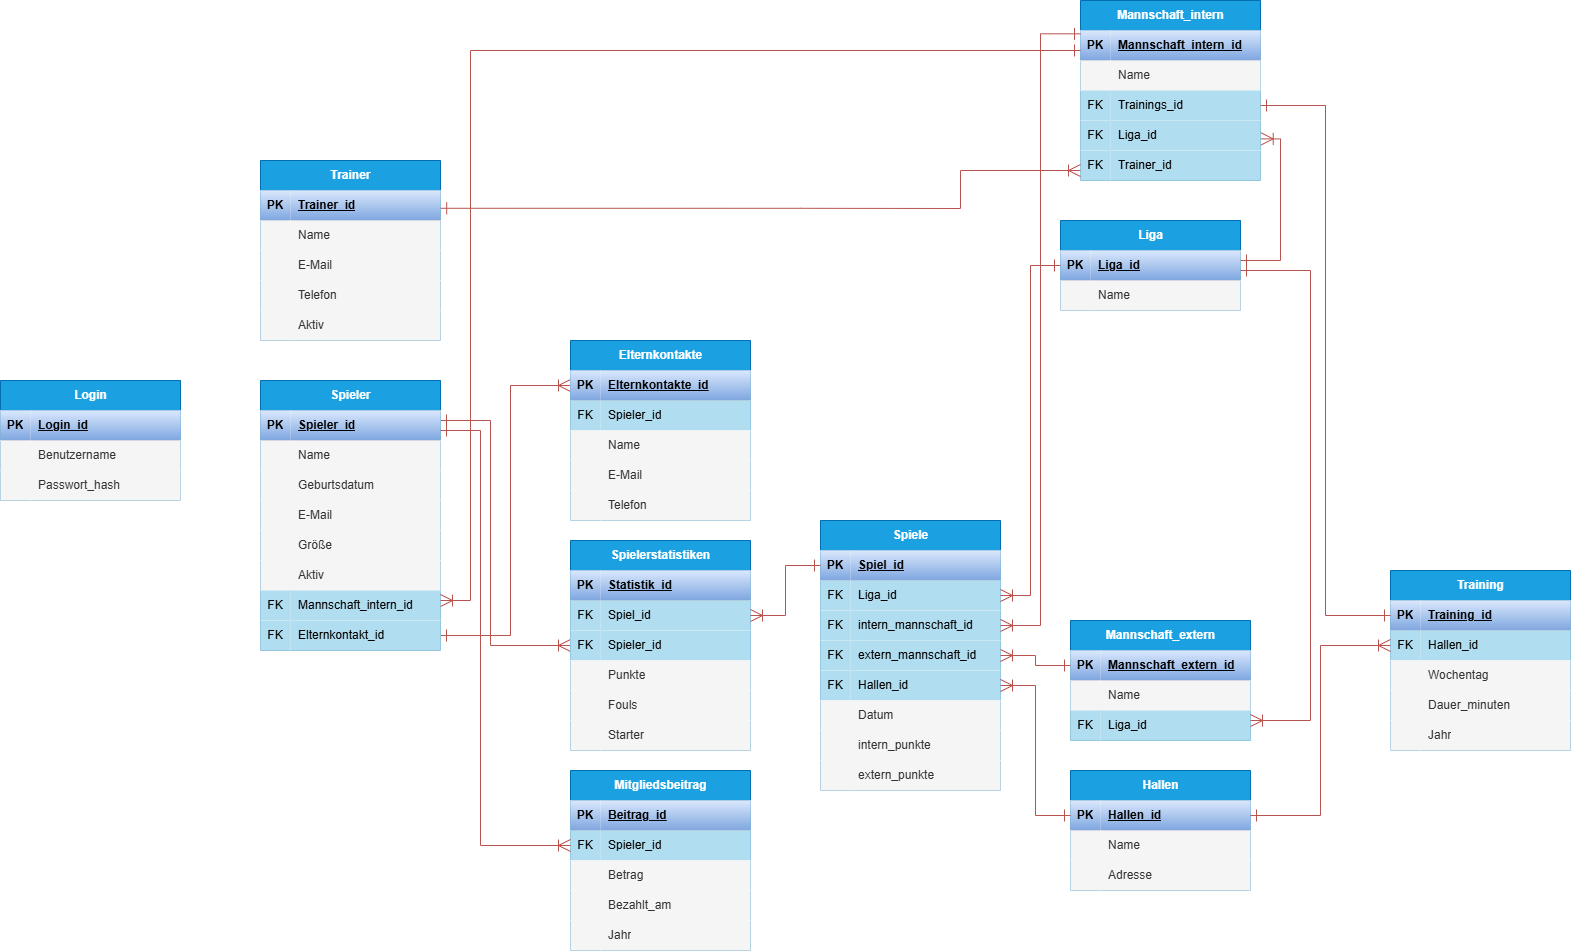 Mannschaft_intern
PK Mannschaft_intern_id
Name
FK Trainings_id
FK Liga_id
FK Trainer_id
Trainer
PK Trainer_id
Name
E-Mail
Telefon
Aktiv
Liga
PK Liga_id
Name
Login
PK Login_id
Benutzername
Passwort_hash
Spieler
PK Spieler_id
Name
Geburtsdatum
E-Mail
Größe
Aktiv
FK Mannschaft_intern_id
FK Elternkontakt_id
Elternkontakte
PK Elternkontakte_id
FK Spieler_id
Name
E-Mail
Telefon
Spielerstatistiken
PK Statistik_id
FK Spiel_id
FK Spieler_id
Punkte
Fouls
Starter
Mitgliedsbeitrag
PK Beitrag_id
FK Spieler_id
Betrag
Bezahlt_am
Jahr
Spiele
PK Spiel_id
FK Liga_id
FK intern_mannschaft_id
FK extern_mannschaft_id
FK Hallen_id
Datum
intern_punkte
extern_punkte
Mannschaft_extern
PK Mannschaft_extern_id
Name
FK Liga_id
Hallen
PK Hallen_id
Name
Adresse
Training
PK Training_id
FK Hallen_id
Wochentag
Dauer_minuten
Jahr